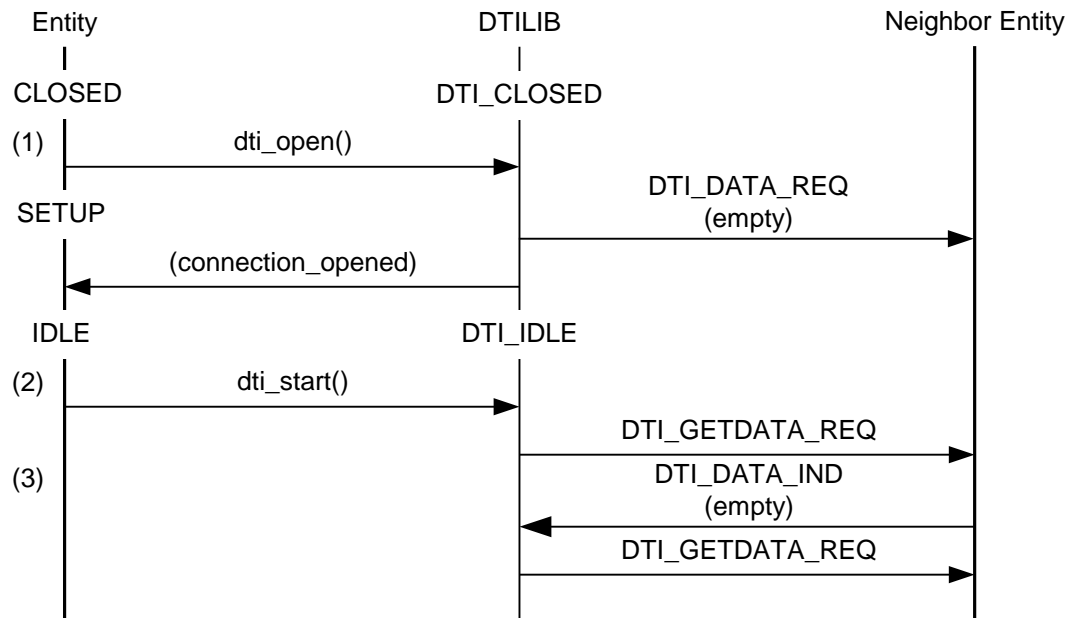 Entity
DTILIB
Neighbor Entity
CLOSED
DTI_CLOSED
(1)
dti_open()
DTI_DATA_REQ
(empty)
SETUP
(connection_opened)
IDLE
DTI_IDLE
(2)
dti_start()
DTI_GETDATA_REQ
(3)
DTI_DATA_IND
(empty)
DTI_GETDATA_REQ